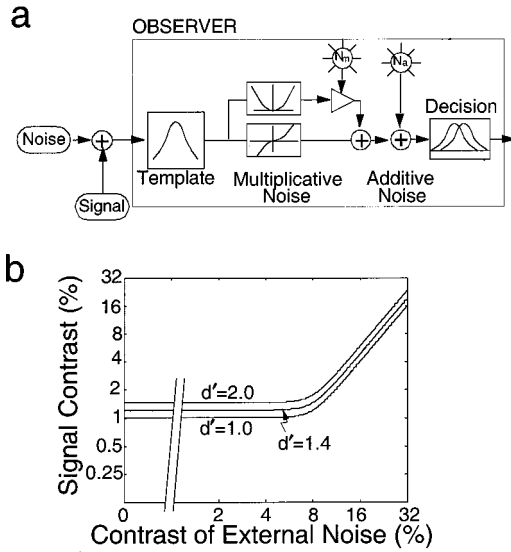 a
OBSERVER
Nm
Na
Decision
Noise
+
+
+
Template
Multiplicative
Noise
Additive
Noise
Signal
b
Signal Contrast (%)
32
16
8
4
2
1
0.5
0.25
d′=2.0
d′=1.0
d′=1.4
0 2 4 8 16 32
Contrast of External Noise (%)